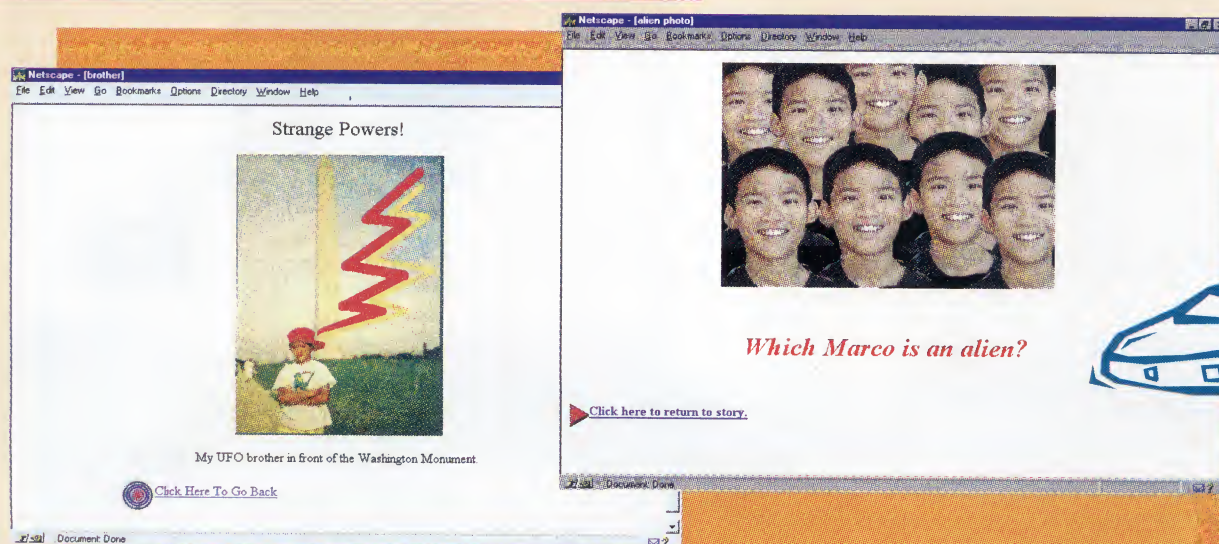 Netscape - [brother]
File Edit View Go Bookmarks Options Directory Window Help
Strange Powers!
My UFO brother in front of the Washington Monument.
Click Here To Go Back
Document: Done
Netscape - [alien photo]
File Edit View Go Bookmarks Options Directory Window Help
Which Marco is an alien?
Click here to return to story.
Document: Done